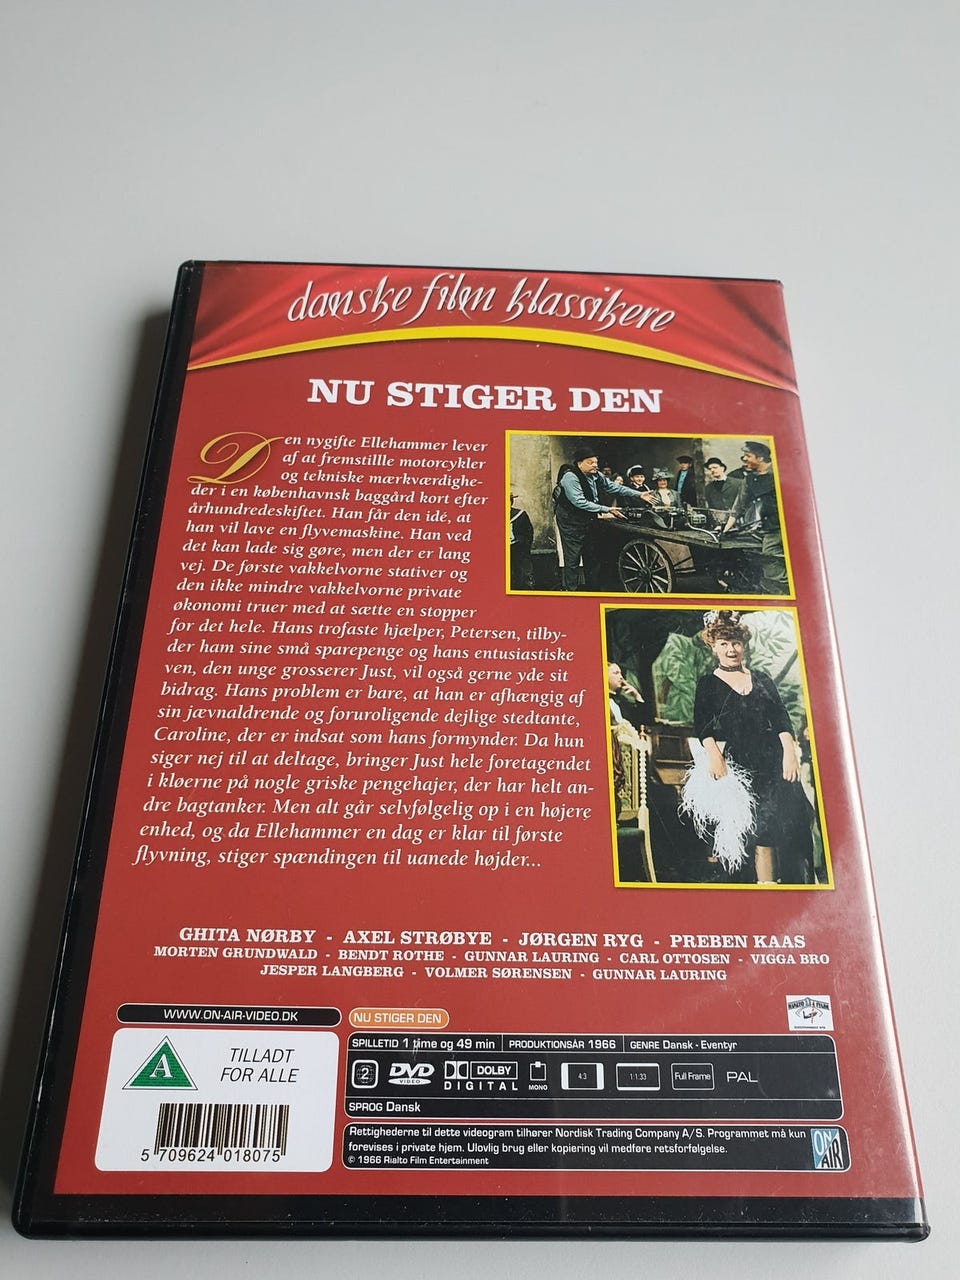 danske film klassikere
NU STIGER DEN
Den nygifte Ellehammer lever
af at fremstillle motorcykler
og tekniske mærkværdighe-
der i en københavnsk baggård kort efter
århundredeskiftet. Han får den idé, at
han vil lave en flyvemaskine. Han ved
det kan lade sig gøre, men der er lang
vej. De første vakkelvorne stativer og
den ikke mindre vakkelvorne private
økonomi truer med at sætte en stopper
for det hele. Hans trofaste hjælper, Petersen, tilby-
der ham sine små sparepenge og hans entusiastiske
ven, den unge grosserer Just, vil også gerne yde sit
bidrag. Hans problem er bare, at han er afhængig af
sin jævnaldrende og foruroligende dejlige stedtante,
Caroline, der er indsat som hans formynder. Da hun
siger nej til at deltage, bringer Just hele foretagendet
i kløerne på nogle griske pengehajer, der har helt an-
dre bagtanker. Men alt går selvfølgelig op i en højere
enhed, og da Ellehammer en dag er klar til første
flyvning, stiger spændingen til uanede højder...
GHITA NØRBY - AXEL STRØBYE - JØRGEN RYG - PREBEN KAAS
MORTEN GRUNDWALD - BENDT ROTHE - GUNNAR LAURING - CARL OTTOSEN - VIGGA BRO
JESPER LANGBERG - VOLMER SØRENSEN - GUNNAR LAURING
WWW.ON-AIR-VIDEO.DK
NU STIGER DEN
A
TILLADT
FOR ALLE
5 709624 018075
SPILLETID 1 time og 49 min PRODUKTIONSÅR 1966 GENRE Dansk - Eventyr
2 DVD VIDEO DOLBY DIGITAL MONO 4:3 1:1.33 Full Frame PAL
SPROG Dansk
Rettighederne til dette videogram tilhører Nordisk Trading Company A/S. Programmet må kun
forevises i private hjem. Ulovlig brug eller kopiering vil medføre retsforfølgelse.
© 1966 Rialto Film Entertainment
ON AIR